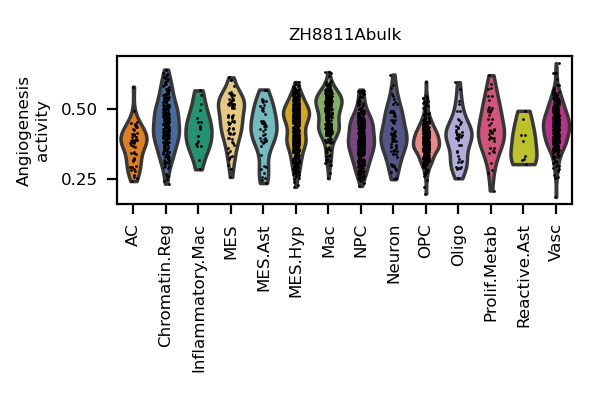 ZH8811Abulk
Angiogenesis
activity
0.50
0.25
AC
Chromatin.Reg
Inflammatory.Mac
MES
MES.Ast
MES.Hyp
Mac
NPC
Neuron
OPC
Oligo
Prolif.Metab
Reactive.Ast
Vasc